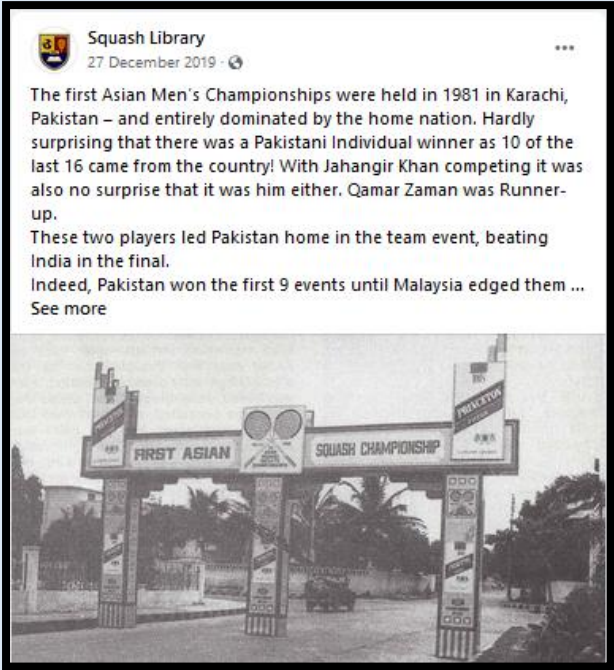 Squash Library
27 December 2019 ·
The first Asian Men's Championships were held in 1981 in Karachi,
Pakistan – and entirely dominated by the home nation. Hardly
surprising that there was a Pakistani Individual winner as 10 of the
last 16 came from the country! With Jahangir Khan competing it was
also no surprise that it was him either. Qamar Zaman was Runner-
up.
These two players led Pakistan home in the team event, beating
India in the final.
Indeed, Pakistan won the first 9 events until Malaysia edged them ...
See more
PRINCETON
PRINCETON
FIRST ASIAN
SQUASH CHAMPIONSHIP